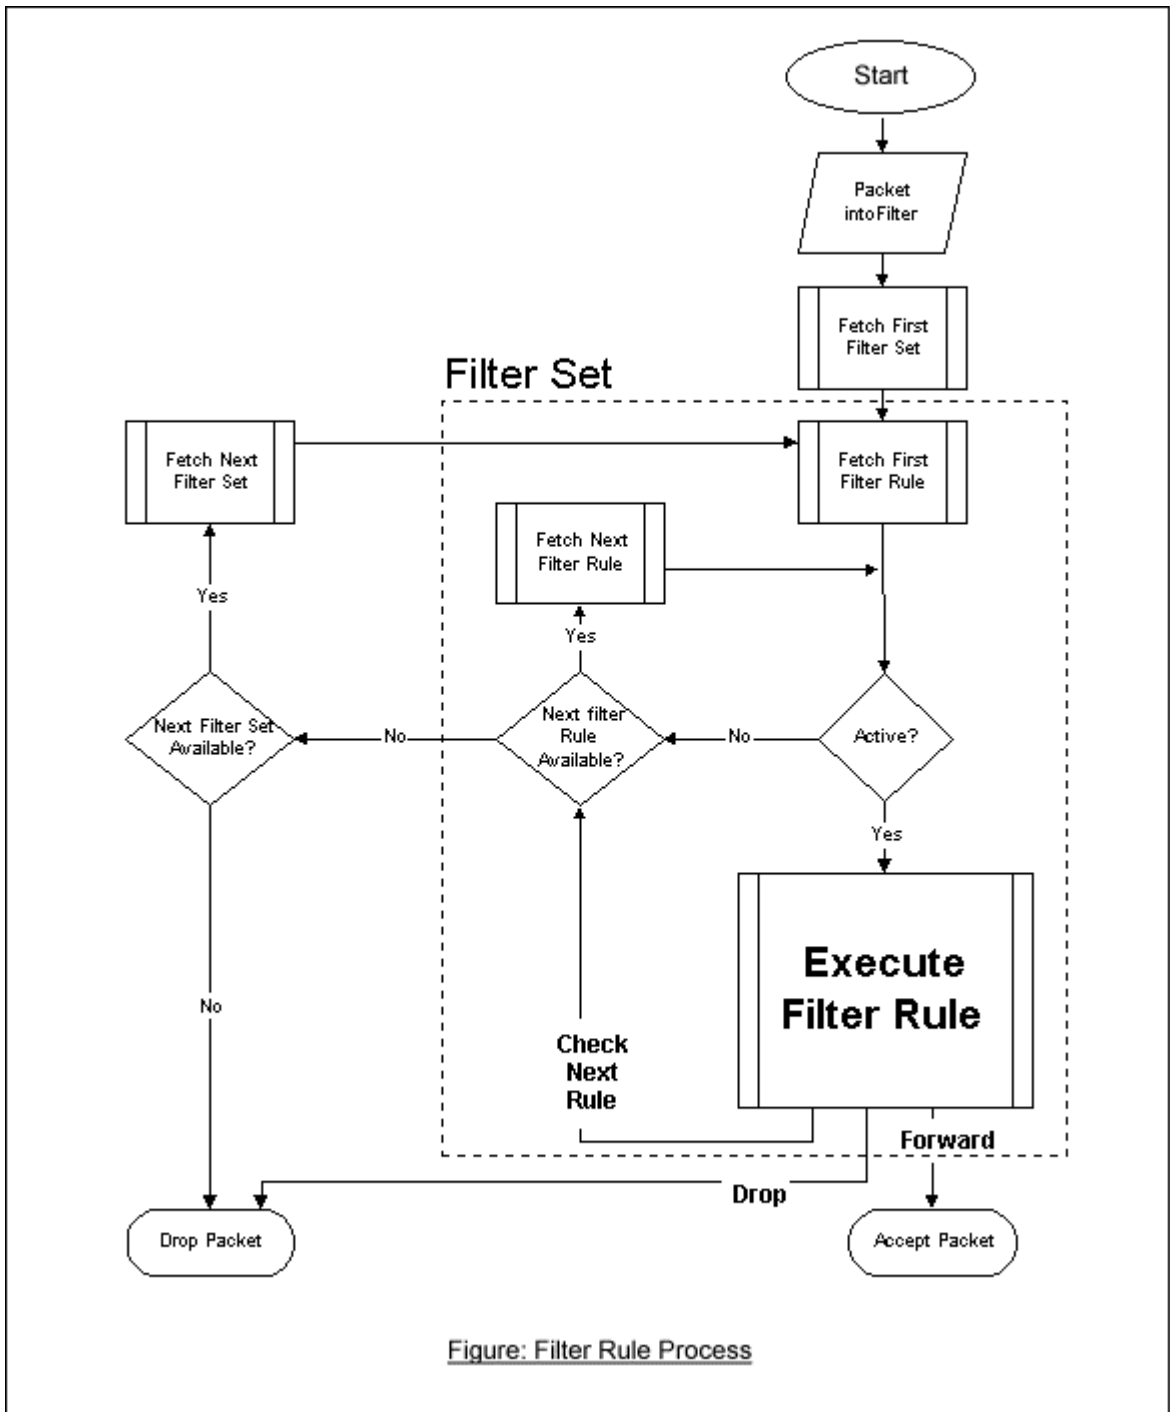 Start
Packet
into Filter
Fetch First
Filter Set
Filter Set
Fetch Next
Filter Set
Fetch First
Filter Rule
Fetch Next
Filter Rule
Yes
Yes
Next Filter Set
Available?
No
Next filter
Rule
Available?
No
Active?
Yes
Execute
Filter Rule
No
Check
Next
Rule
Forward
Drop
Drop Packet
Accept Packet
Figure: Filter Rule Process